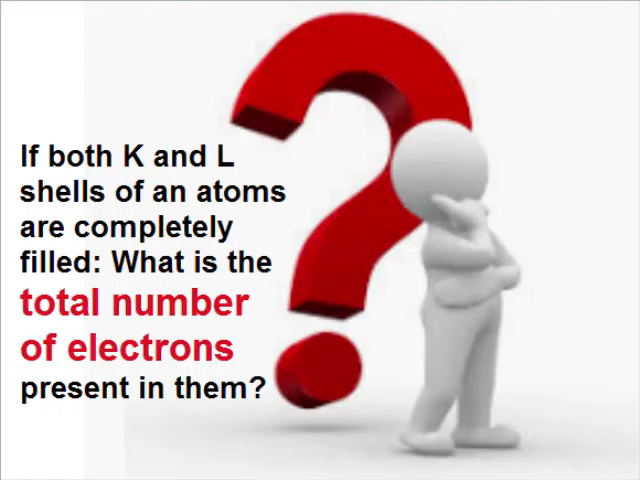 If both K and L
shells of an atoms
are completely
filled: What is the
total number
of electrons
present in them?